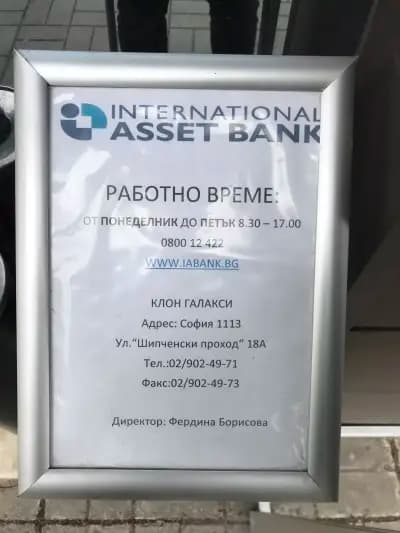 INTERNATIONAL
ASSET BANK
РАБОТНО ВРЕМЕ:
ОТ ПОНЕДЕЛНИК ДО ПЕТЪК 8.30 – 17.00
0800 12 422
WWW.IABANK.BG
КЛОН ГАЛАКСИ
Адрес: София 1113
Ул.“Шипченски проход” 18А
Тел.:02/902-49-71
Факс:02/902-49-73
Директор: Фердина Борисова